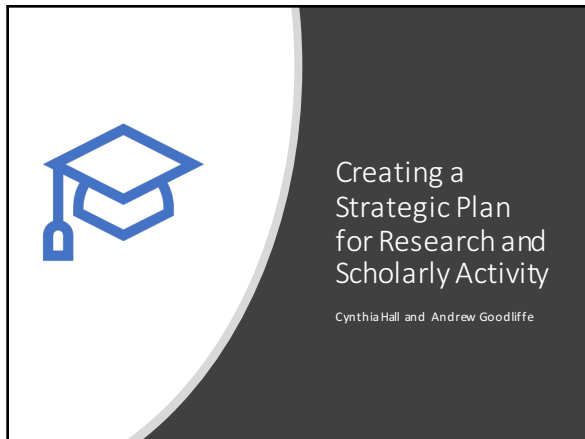 Creating a
Strategic Plan
for Research and
Scholarly Activity
Cynthia Hall and Andrew Goodliffe